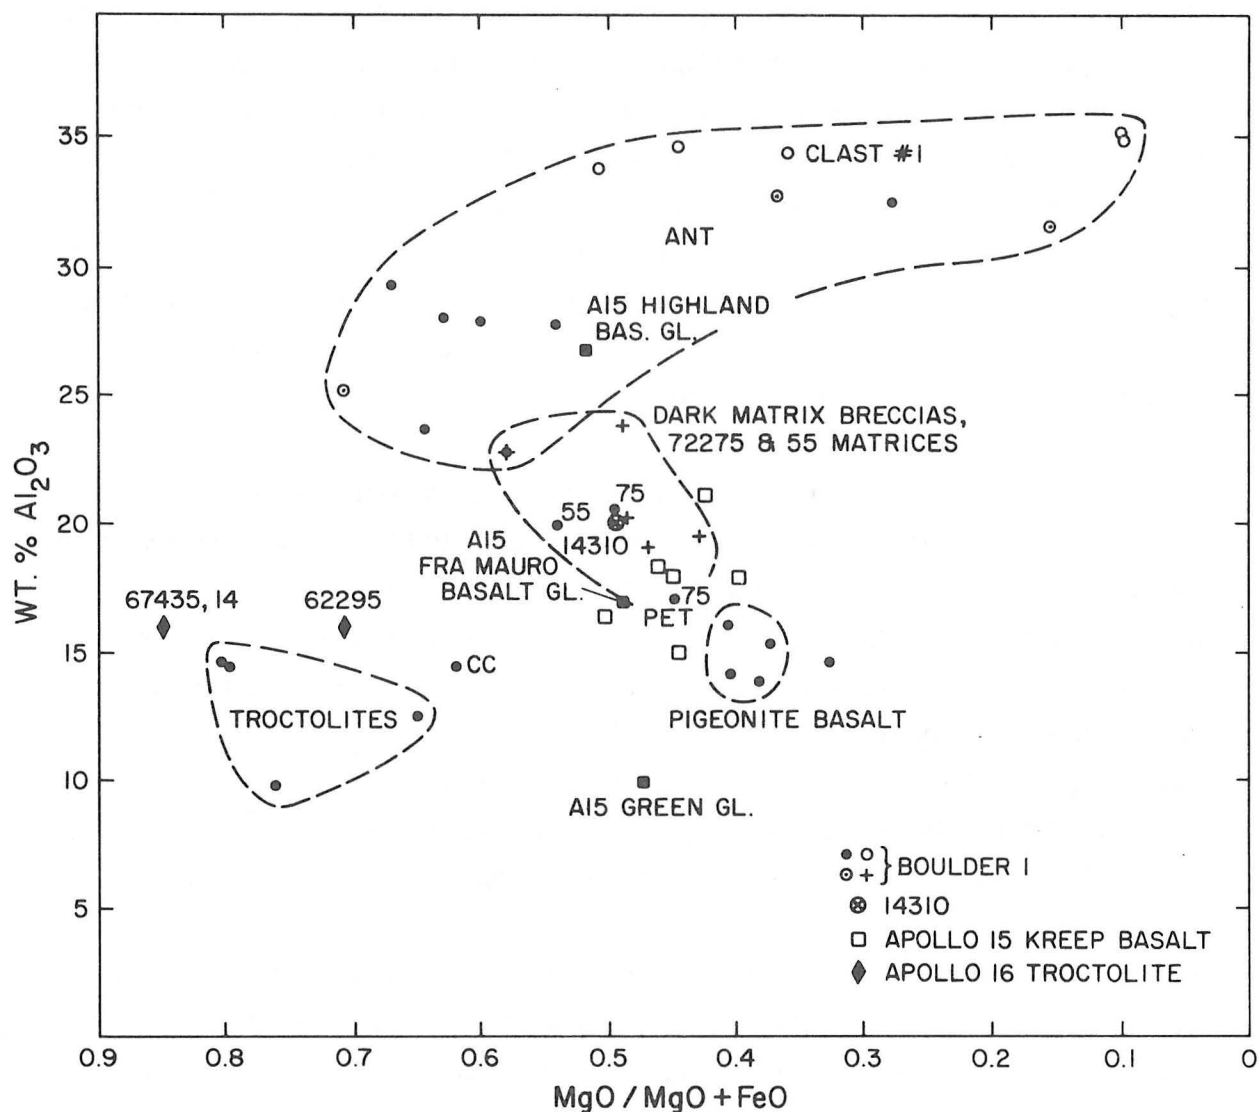 35
30
25
20
15
10
5
WT. % Al2O3
CLAST #1
ANT
A15 HIGHLAND
BAS. GL.
DARK MATRIX BRECCIAS,
72275 & 55 MATRICES
75
55
14310
A15
FRA MAURO
BASALT GL.
75
PET
67435,14
62295
CC
TROCTOLITES
PIGEONITE BASALT
A15 GREEN GL.
BOULDER 1
14310
APOLLO 15 KREEP BASALT
APOLLO 16 TROCTOLITE
0.9 0.8 0.7 0.6 0.5 0.4 0.3 0.2 0.1 0
MgO / MgO + FeO